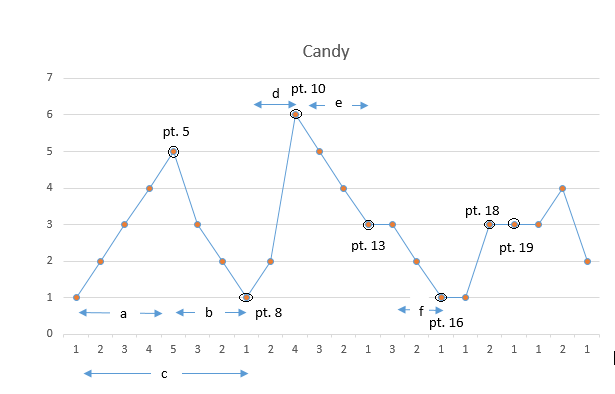 Candy
7
pt. 10
d
e
6
pt. 5
5
4
pt. 18
3
pt. 13
pt. 19
2
1
a
b
pt. 8
f
pt. 16
0
1 2 3 4 5 3 2 1 2 4 3 2 1 3 2 1 1 2 1 1 2 1
c